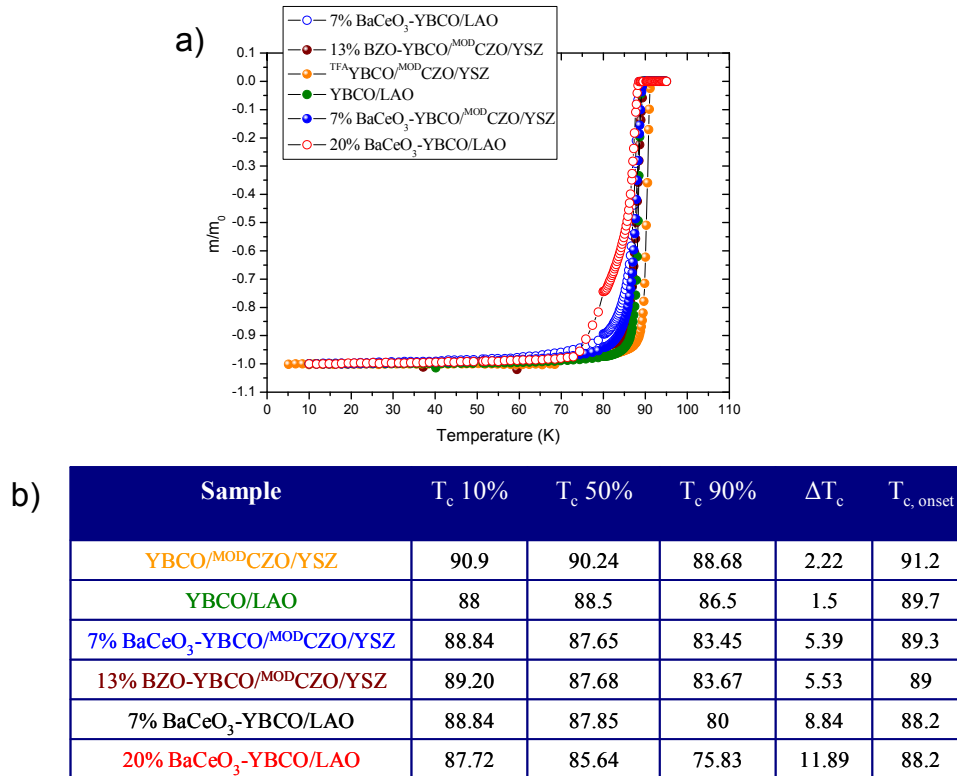 a)
7% BaCeO₃-YBCO/LAO
13% BZO-YBCO/ᴹᴼᴰCZO/YSZ
ᵀᶠᴬYBCO/ᴹᴼᴰCZO/YSZ
YBCO/LAO
7% BaCeO₃-YBCO/ᴹᴼᴰCZO/YSZ
20% BaCeO₃-YBCO/LAO
0.1
0.0
-0.1
-0.2
-0.3
-0.4
-0.5
-0.6
-0.7
-0.8
-0.9
-1.0
-1.1
m/m₀
0 10 20 30 40 50 60 70 80 90 100 110
Temperature (K)
b)
Sample T_c 10% T_c 50% T_c 90% ΔT_c T_c, onset
YBCO/ᴹᴼᴰCZO/YSZ 90.9 90.24 88.68 2.22 91.2
YBCO/LAO 88 88.5 86.5 1.5 89.7
7% BaCeO₃-YBCO/ᴹᴼᴰCZO/YSZ 88.84 87.65 83.45 5.39 89.3
13% BZO-YBCO/ᴹᴼᴰCZO/YSZ 89.20 87.68 83.67 5.53 89
7% BaCeO₃-YBCO/LAO 88.84 87.85 80 8.84 88.2
20% BaCeO₃-YBCO/LAO 87.72 85.64 75.83 11.89 88.2